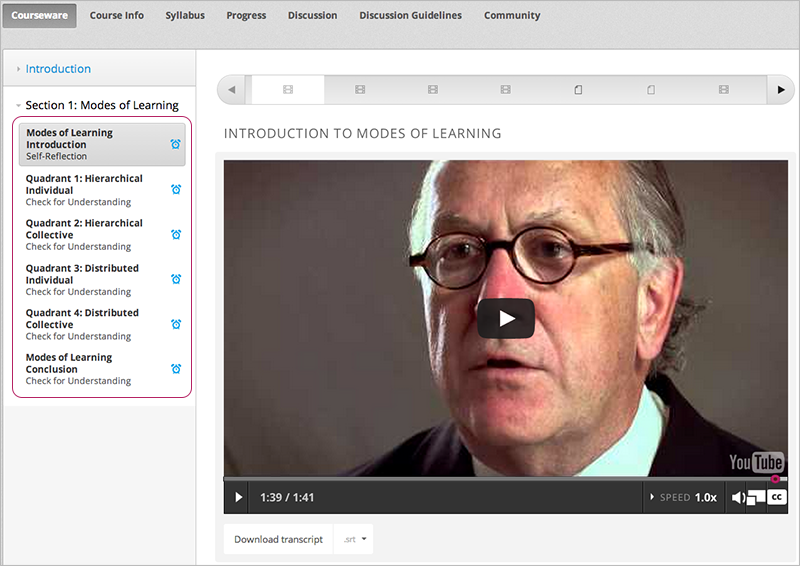 Courseware Course Info Syllabus Progress Discussion Discussion Guidelines Community
Introduction
Section 1: Modes of Learning
Modes of Learning
Introduction
Self-Reflection
Quadrant 1: Hierarchical
Individual
Check for Understanding
Quadrant 2: Hierarchical
Collective
Check for Understanding
Quadrant 3: Distributed
Individual
Check for Understanding
Quadrant 4: Distributed
Collective
Check for Understanding
Modes of Learning
Conclusion
Check for Understanding
INTRODUCTION TO MODES OF LEARNING
YouTube
1:39 / 1:41 SPEED 1.0x CC
Download transcript .srt